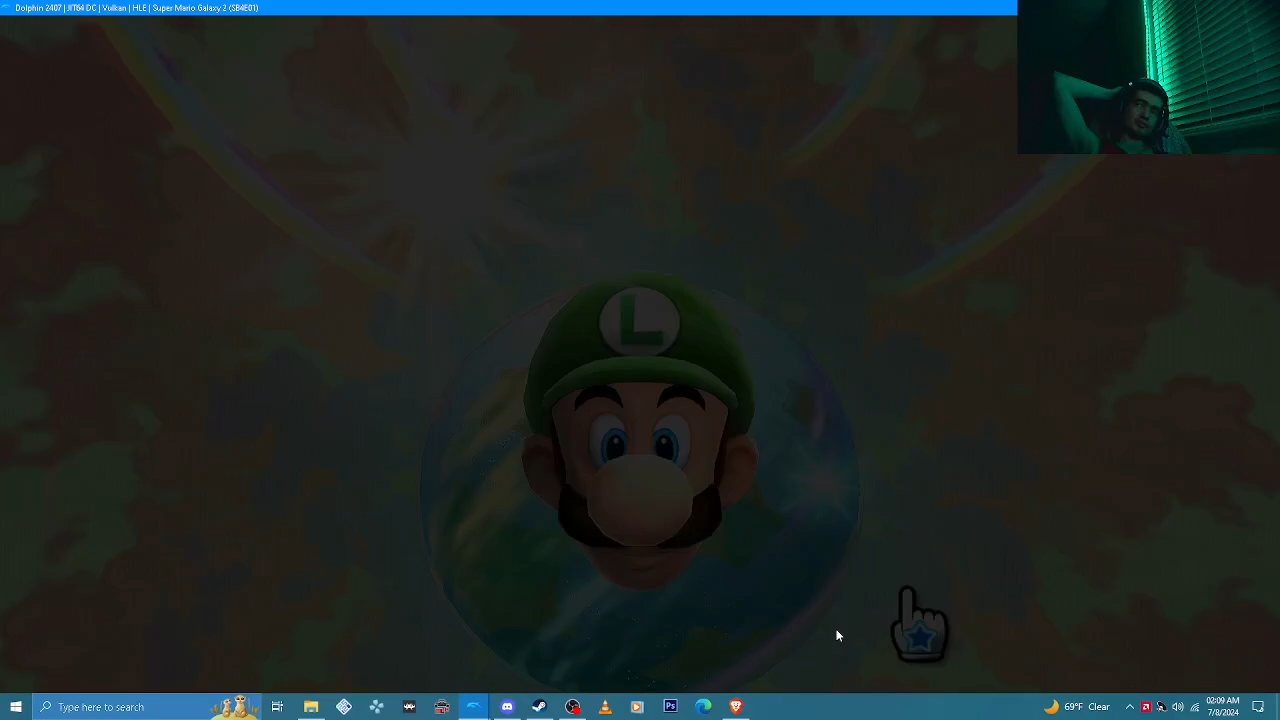 Dolphin 2407 | JIT64 DC | Vulkan | HLE | Super Mario Galaxy 2 (SB4E01)
L
Type here to search
Ps
69°F Clear
02:09 AM
7/8/2024